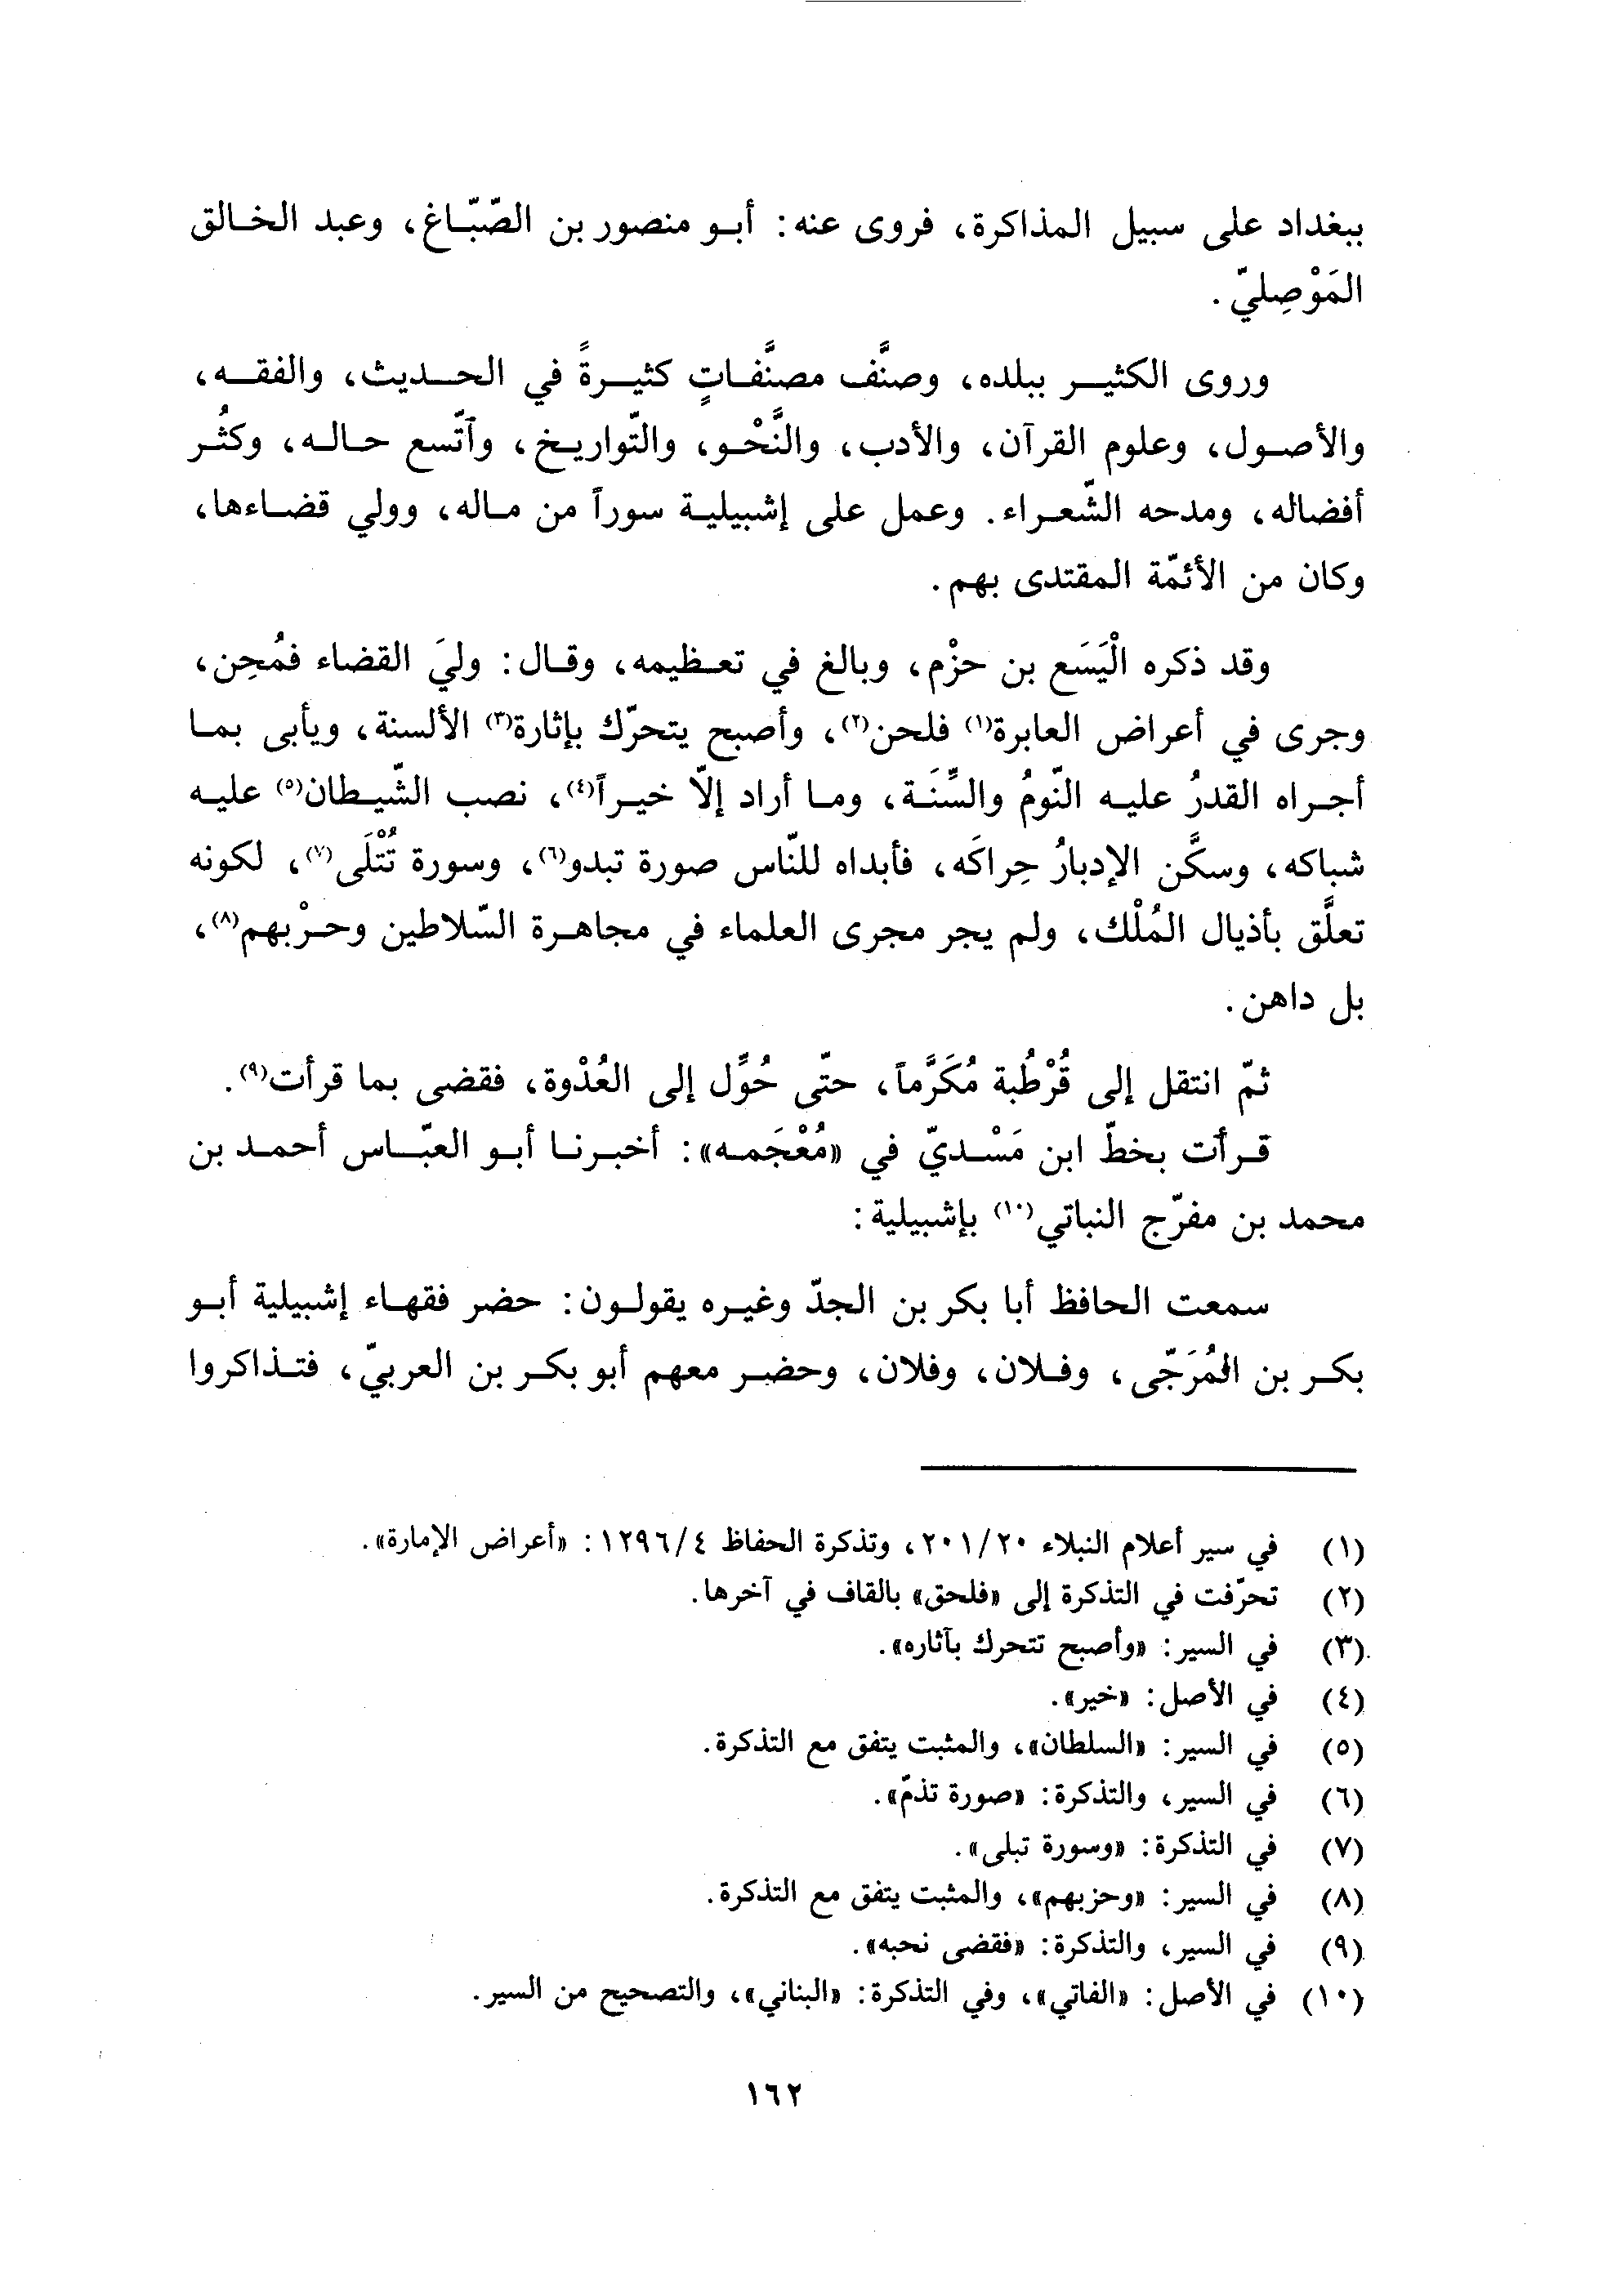 ببغداد على سبيل المذاكرة، فروى عنه: أبو منصور بن الصّبّاغ، وعبد الخالق
المَوْصِليّ.
وروى الكثير ببلده، وصنَّف مصنَّفاتٍ كثيرةً في الحديث، والفقه،
والأصول، وعلوم القرآن، والأدب، والنَّحْو، والتّواريخ، وٱتّسع حاله، وكثُر
أفضاله، ومدحه الشّعراء. وعمل على إشبيلية سوراً من ماله، وولي قضاءها،
وكان من الأئمّة المقتدى بهم.
وقد ذكره الْيَسَع بن حزْم، وبالغ في تعظيمه، وقال: وليَ القضاء فمُحِن،
وجرى في أعراض العابرة(١) فلحن(٢)، وأصبح يتحرّك بإثارة(٣) الألسنة، ويأبى بما
أجراه القدرُ عليه النّومُ والسِّنَة، وما أراد إلّا خيراً(٤)، نصب الشّيطان(٥) عليه
شباكه، وسكَّن الإدبارُ حِراكَه، فأبداه للنّاس صورة تبدو(٦)، وسورة تُتْلَى(٧)، لكونه
تعلَّق بأذيال المُلْك، ولم يجر مجرى العلماء في مجاهرة السّلاطين وحرْبهم(٨)،
بل داهن.
ثمّ انتقل إلى قُرْطُبة مُكَرَّماً، حتّى حُوِّل إلى العُدْوة، فقضى بما قرأت(٩).
قرأت بخطّ ابن مَسْديّ في «مُعْجَمه»: أخبرنا أبو العبّاس أحمد بن
محمد بن مفرّج النباتي(١٠) بإشبيلية:
سمعت الحافظ أبا بكر بن الجدّ وغيره يقولون: حضر فقهاء إشبيلية أبو
بكر بن المُرَجّى، وفلان، وفلان، وحضر معهم أبو بكر بن العربيّ، فتذاكروا
(١) في سير أعلام النبلاء ٢٠١/٢٠، وتذكرة الحفاظ ١٢٩٦/٤: «أعراض الإمارة».
(٢) تحرّفت في التذكرة إلى «فلحق» بالقاف في آخرها.
(٣) في السير: «وأصبح تتحرك بآثاره».
(٤) في الأصل: «خير».
(٥) في السير: «السلطان»، والمثبت يتفق مع التذكرة.
(٦) في السير، والتذكرة: «صورة تذمّ».
(٧) في التذكرة: «وسورة تبلى».
(٨) في السير: «وحزبهم»، والمثبت يتفق مع التذكرة.
(٩) في السير، والتذكرة: «فقضى نحبه».
(١٠) في الأصل: «الفاتي»، وفي التذكرة: «البناني»، والتصحيح من السير.
١٦٢